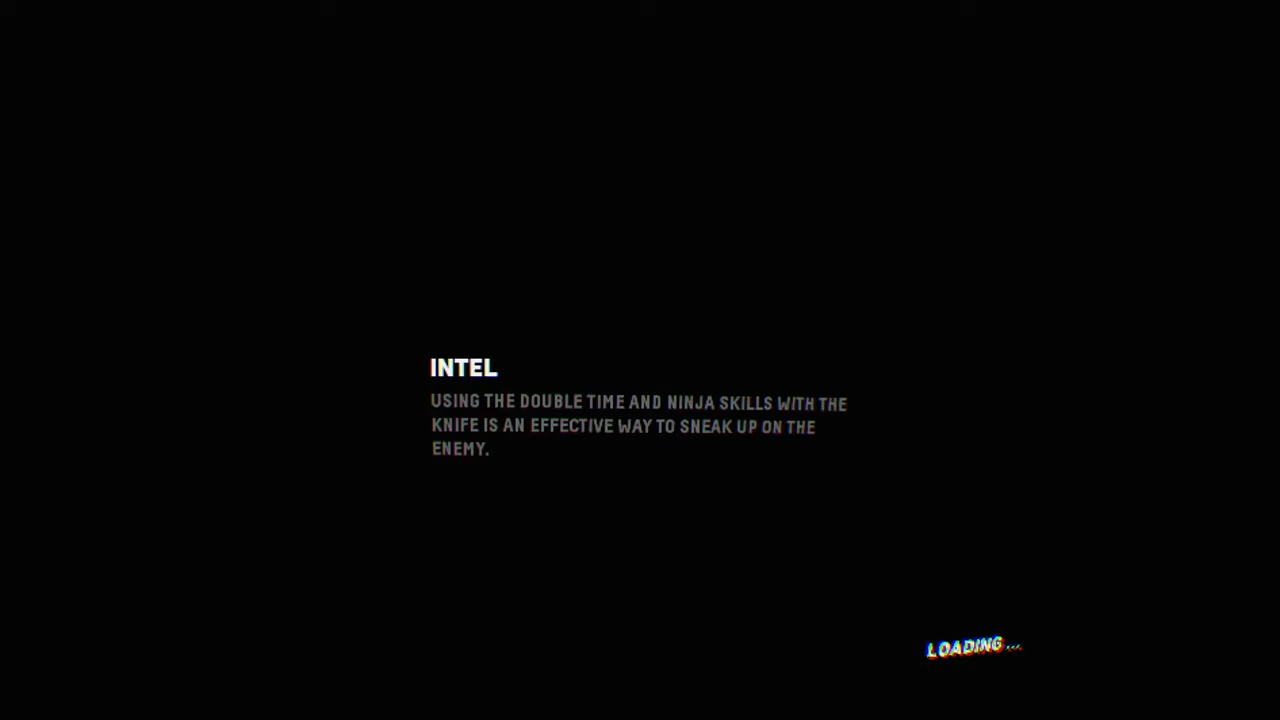 INTEL
USING THE DOUBLE TIME AND NINJA SKILLS WITH THE
KNIFE IS AN EFFECTIVE WAY TO SNEAK UP ON THE
ENEMY.
LOADING...